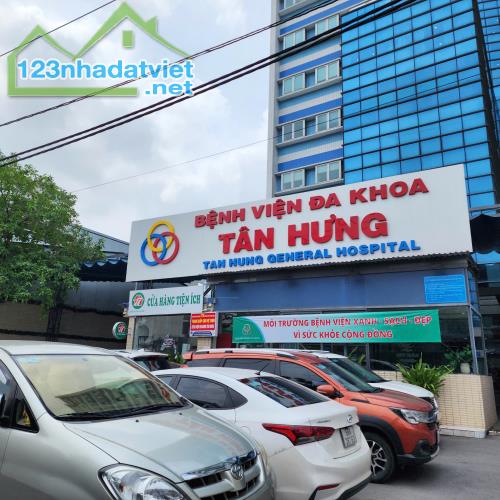 123nhadatviet
.net
BỆNH VIỆN ĐA KHOA
TÂN HƯNG
TAN HUNG GENERAL HOSPITAL
CỬA HÀNG TIỆN ÍCH
MÔI TRƯỜNG BỆNH VIỆN XANH - SẠCH - ĐẸP
VÌ SỨC KHỎE CỘNG ĐỒNG